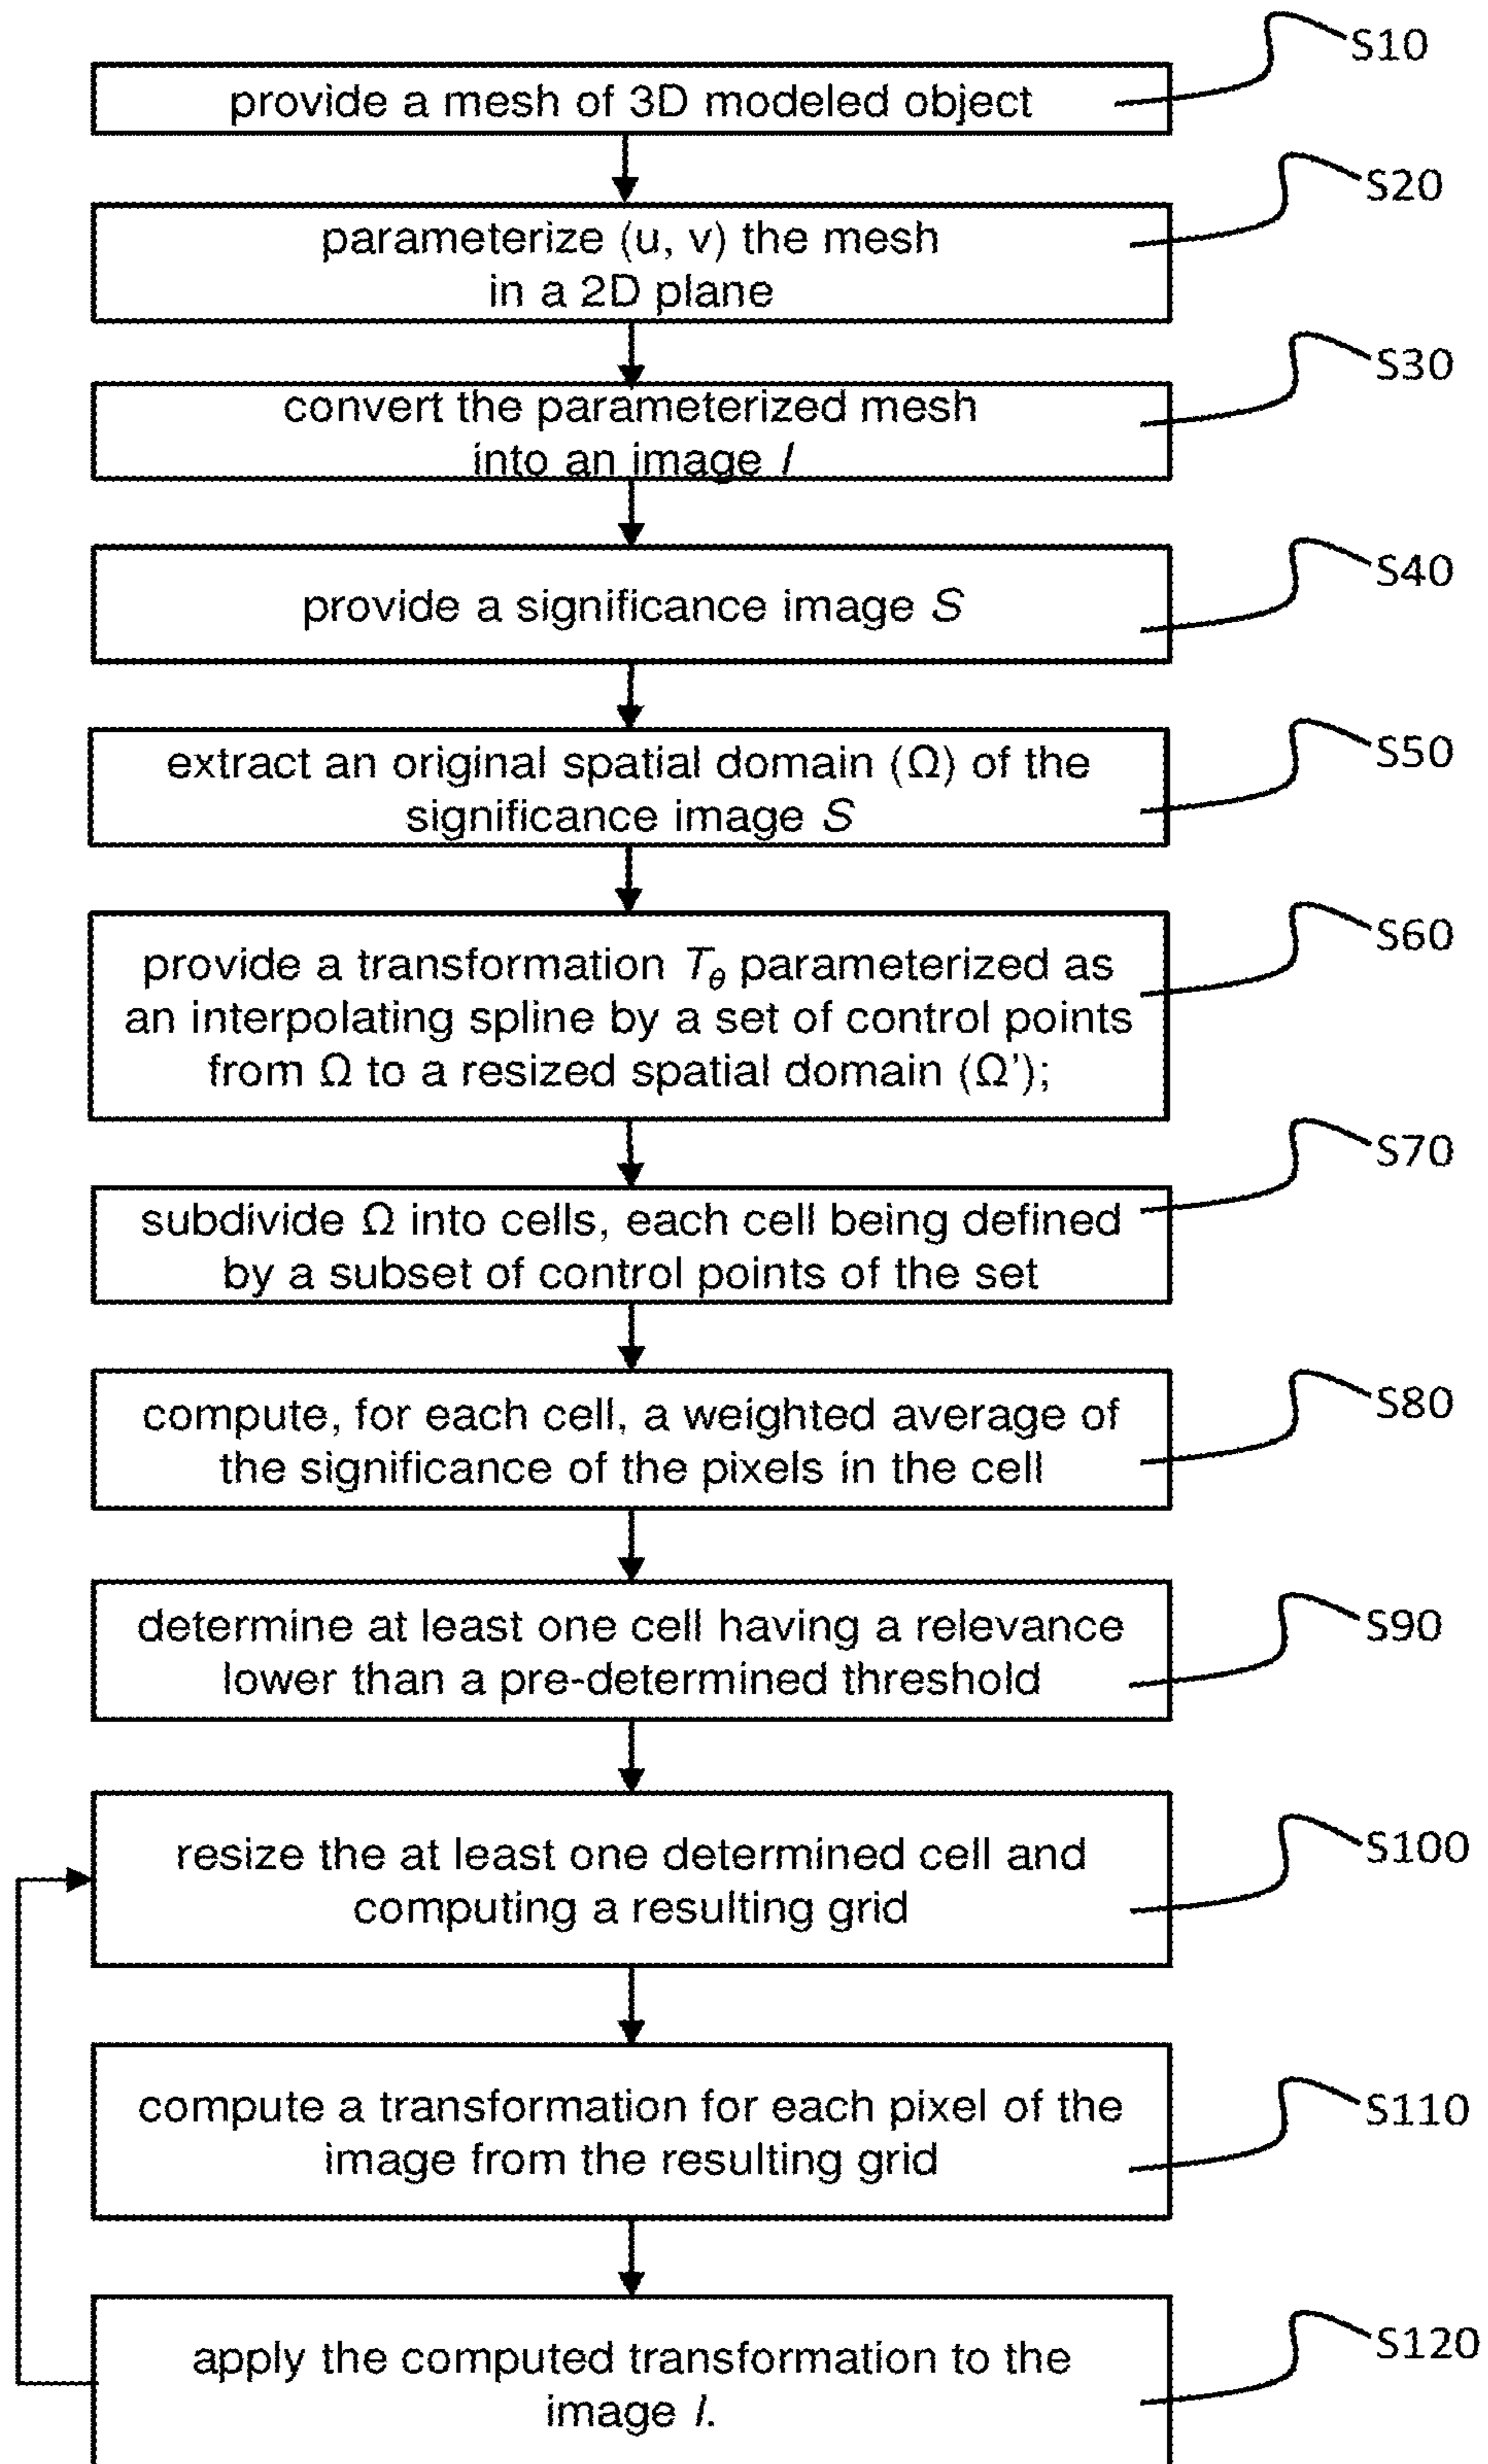 S10
provide a mesh of 3D modeled object
S20
parameterize (u, v) the mesh
in a 2D plane
S30
convert the parameterized mesh
into an image I
S40
provide a significance image S
S50
extract an original spatial domain (Ω) of the
significance image S
S60
provide a transformation Tθ parameterized as
an interpolating spline by a set of control points
from Ω to a resized spatial domain (Ω’);
S70
subdivide Ω into cells, each cell being defined
by a subset of control points of the set
S80
compute, for each cell, a weighted average of
the significance of the pixels in the cell
S90
determine at least one cell having a relevance
lower than a pre-determined threshold
S100
resize the at least one determined cell and
computing a resulting grid
S110
compute a transformation for each pixel of the
image from the resulting grid
S120
apply the computed transformation to the
image I.